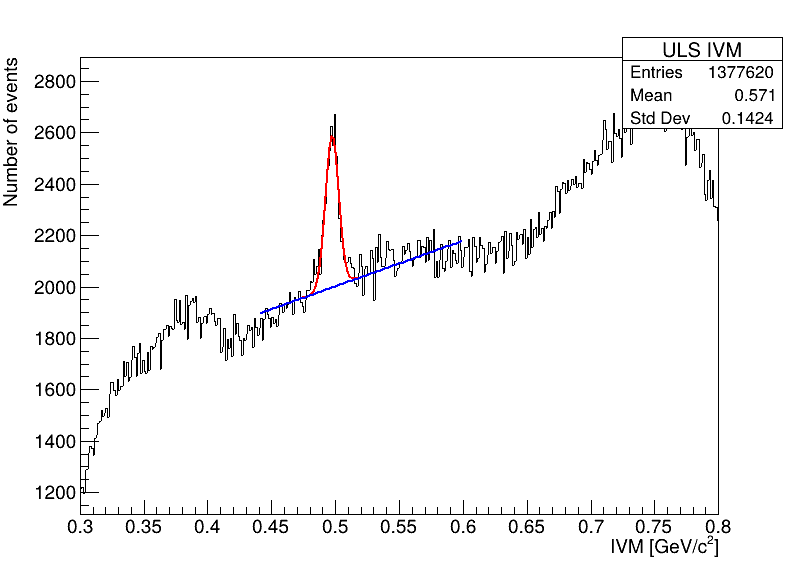 ULS IVM
Entries 1377620
Mean 0.571
Std Dev 0.1424
Number of events
2800
2600
2400
2200
2000
1800
1600
1400
1200
0.3 0.35 0.4 0.45 0.5 0.55 0.6 0.65 0.7 0.75 0.8
IVM [GeV/c²]